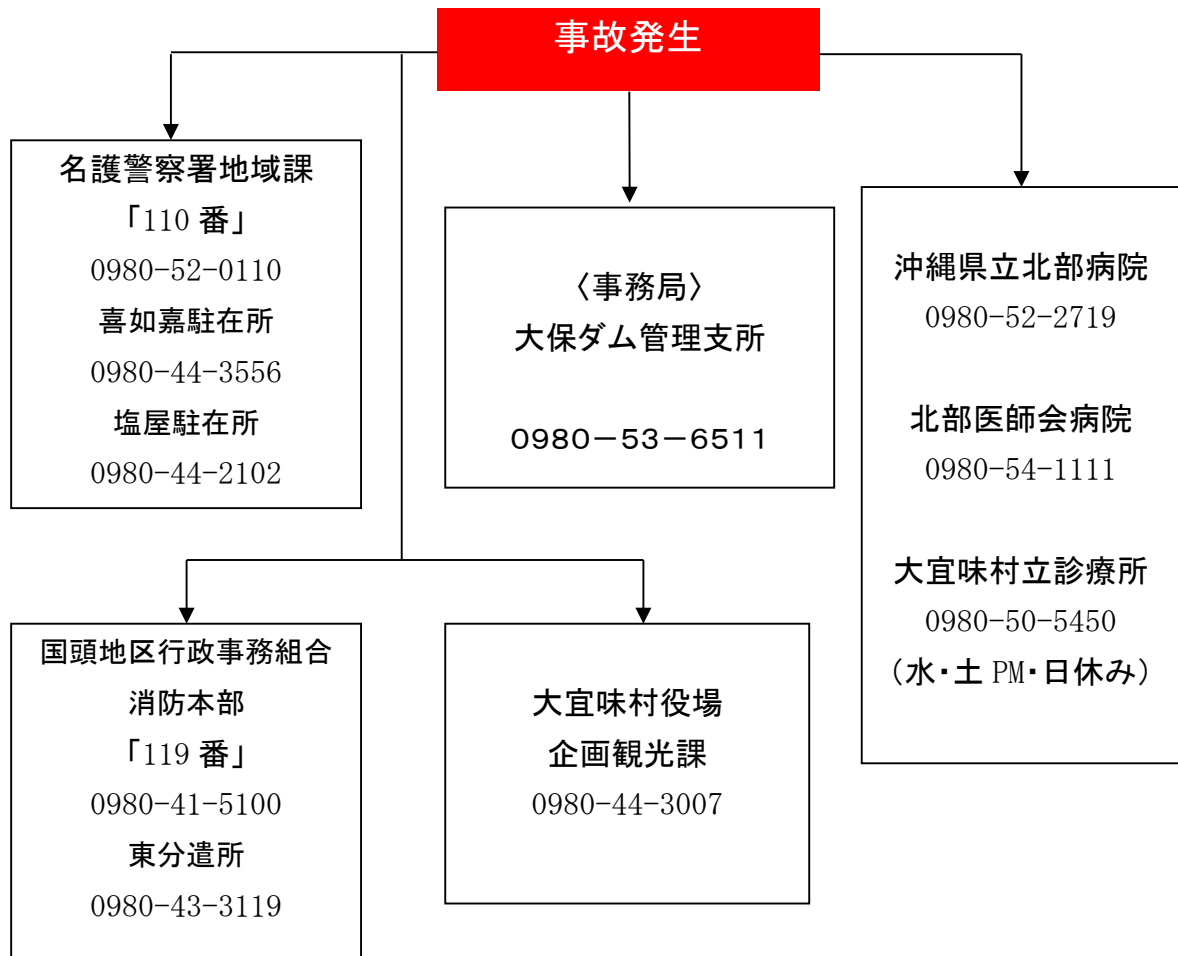 事故発生
名護警察署地域課
「110 番」
0980-52-0110
喜如嘉駐在所
0980-44-3556
塩屋駐在所
0980-44-2102
〈事務局〉
大保ダム管理支所
0980－53－6511
沖縄県立北部病院
0980-52-2719
北部医師会病院
0980-54-1111
大宜味村立診療所
0980-50-5450
（水・土 PM・日休み）
国頭地区行政事務組合
消防本部
「119 番」
0980-41-5100
東分遣所
0980-43-3119
大宜味村役場
企画観光課
0980-44-3007